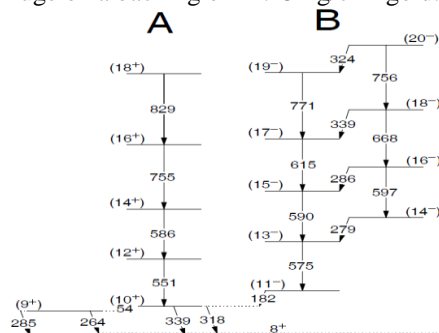 A B
(20⁻)
(18⁺) (19⁻) 324
829 771 756
(18⁻)
(16⁺) (17⁻) 339
755 615 668
(16⁻)
(15⁻) 286
(14⁺) 597
586 590 (14⁻)
(13⁻) 279
(12⁺)
551 575
(11⁻)
(9⁺) 54 (10⁺) 182
285 264 339 318 8⁺